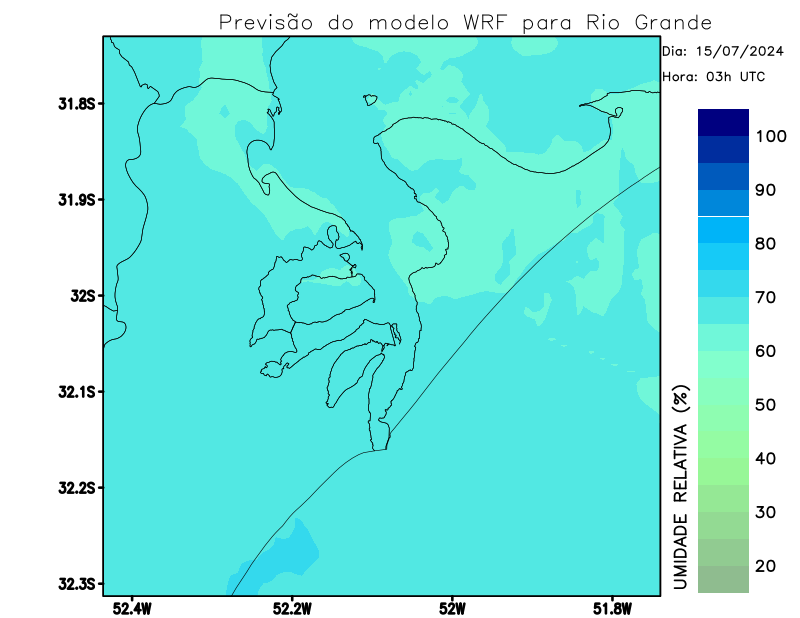 Previsão do modelo WRF para Rio Grande
Dia: 15/07/2024
Hora: 03h UTC
31.8S
31.9S
32S
32.1S
32.2S
32.3S
52.4W
52.2W
52W
51.8W
100
90
80
70
60
50
40
30
20
UMIDADE RELATIVA (%)